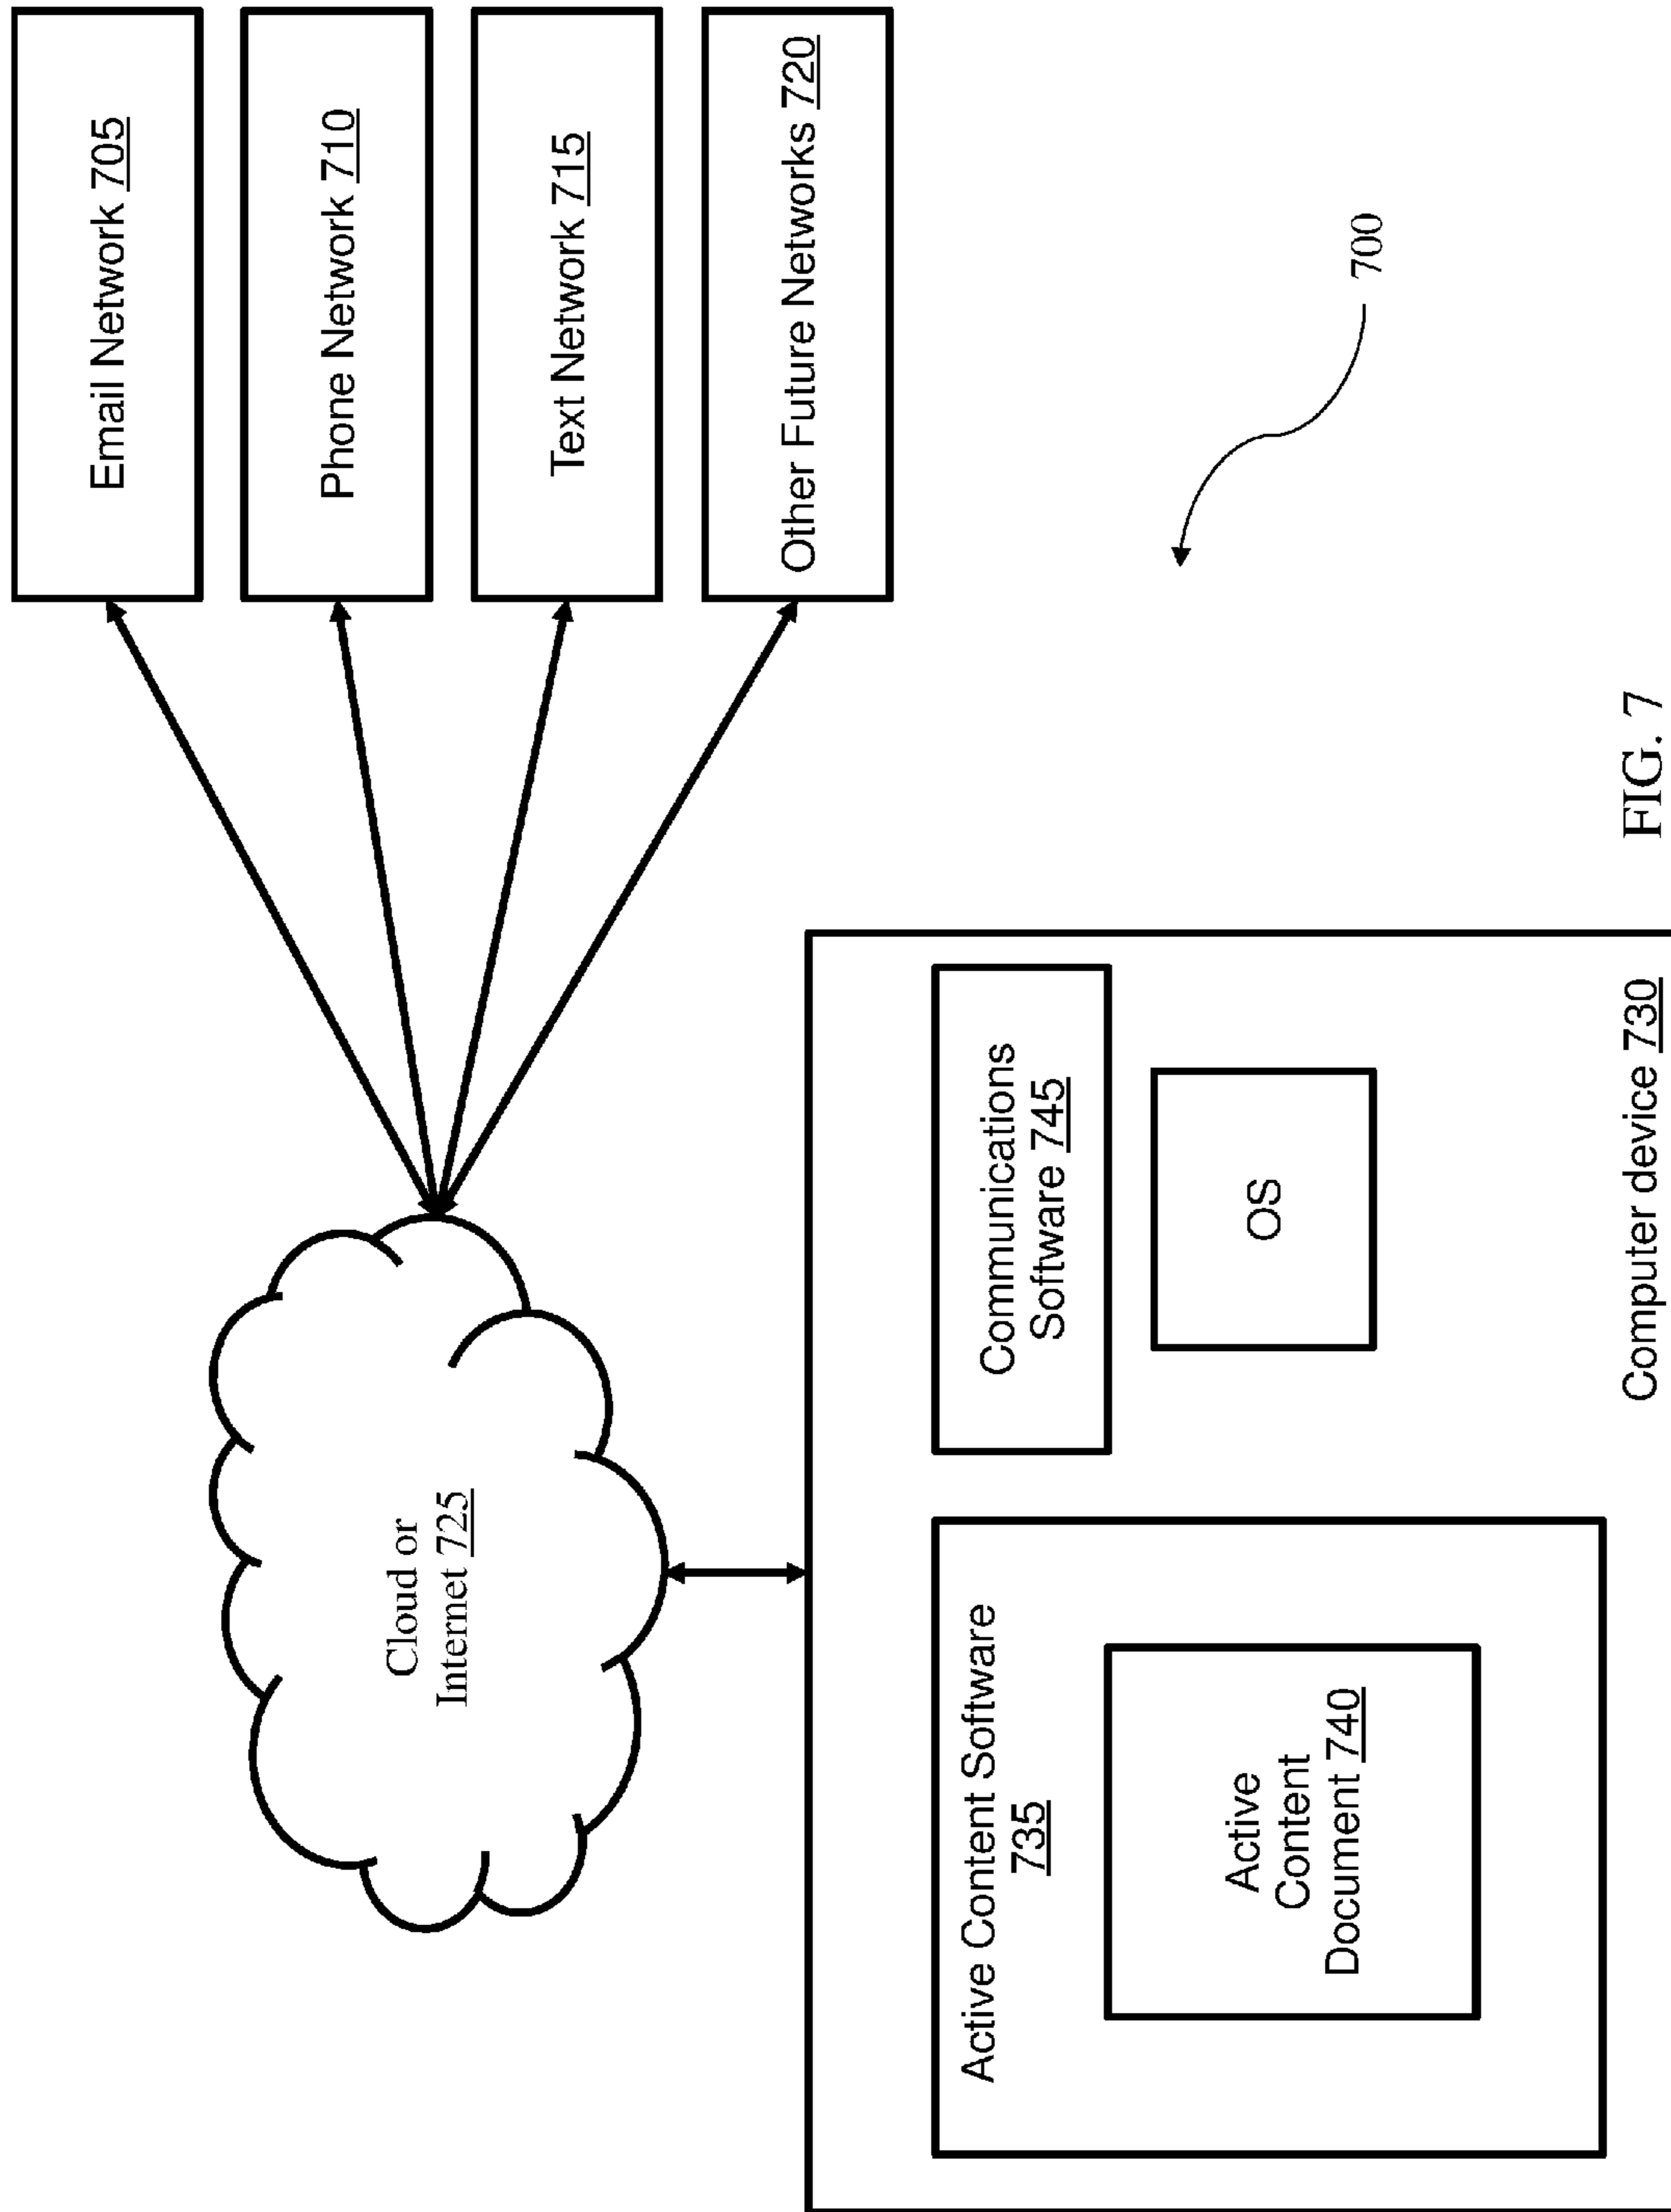 Email Network 705
Phone Network 710
Text Network 715
Other Future Networks 720
Cloud or
Internet 725
700
Active Content Software
735
Active
Content
Document 740
Communications
Software 745
OS
Computer device 730
FIG. 7